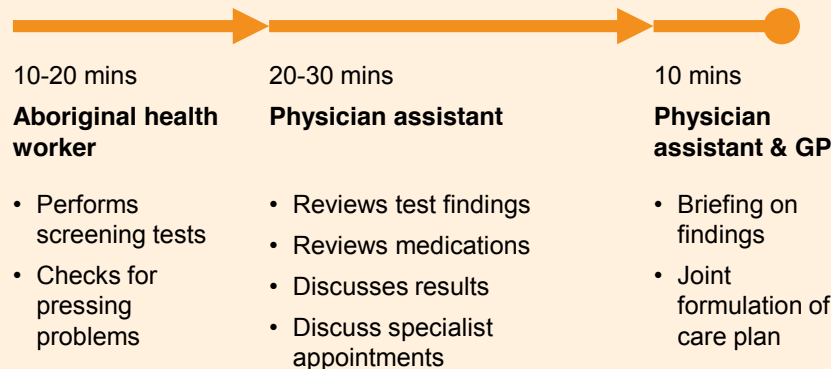 10-20 mins
Aboriginal health
worker
• Performs
screening tests
• Checks for
pressing
problems
20-30 mins
Physician assistant
• Reviews test findings
• Reviews medications
• Discusses results
• Discuss specialist
appointments
10 mins
Physician
assistant & GP
• Briefing on
findings
• Joint
formulation of
care plan